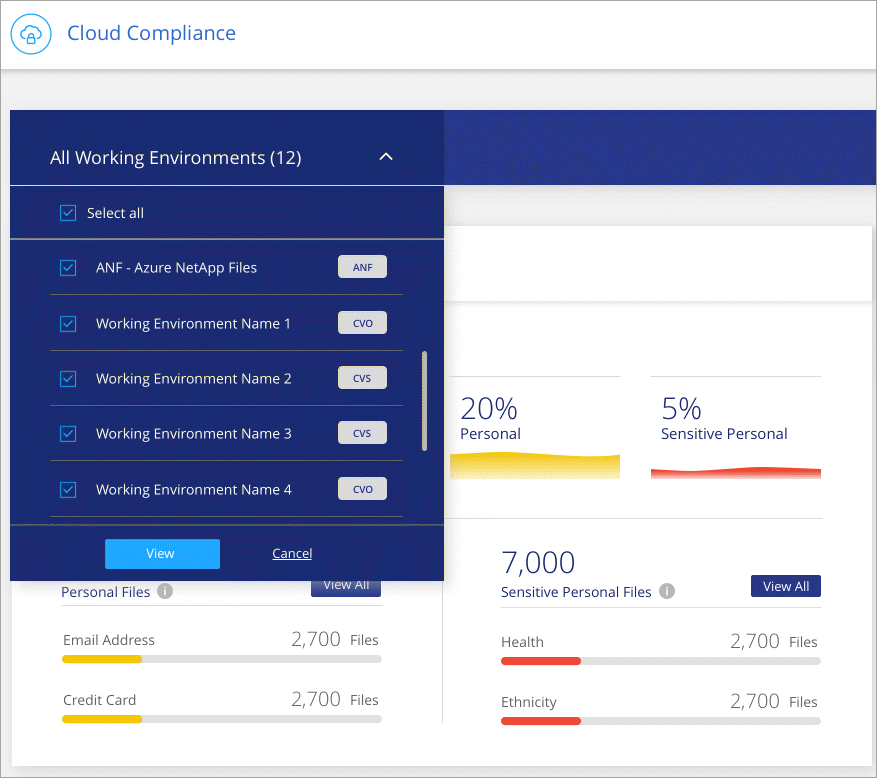 Cloud Compliance
All Working Environments (12)
Select all
ANF - Azure NetApp Files ANF
Working Environment Name 1 CVO
Working Environment Name 2 CVS
Working Environment Name 3 CVS
Working Environment Name 4 CVO
View Cancel
20%
Personal
5%
Sensitive Personal
Personal Files i View All
Email Address 2,700 Files
Credit Card 2,700 Files
7,000
Sensitive Personal Files i View All
Health 2,700 Files
Ethnicity 2,700 Files